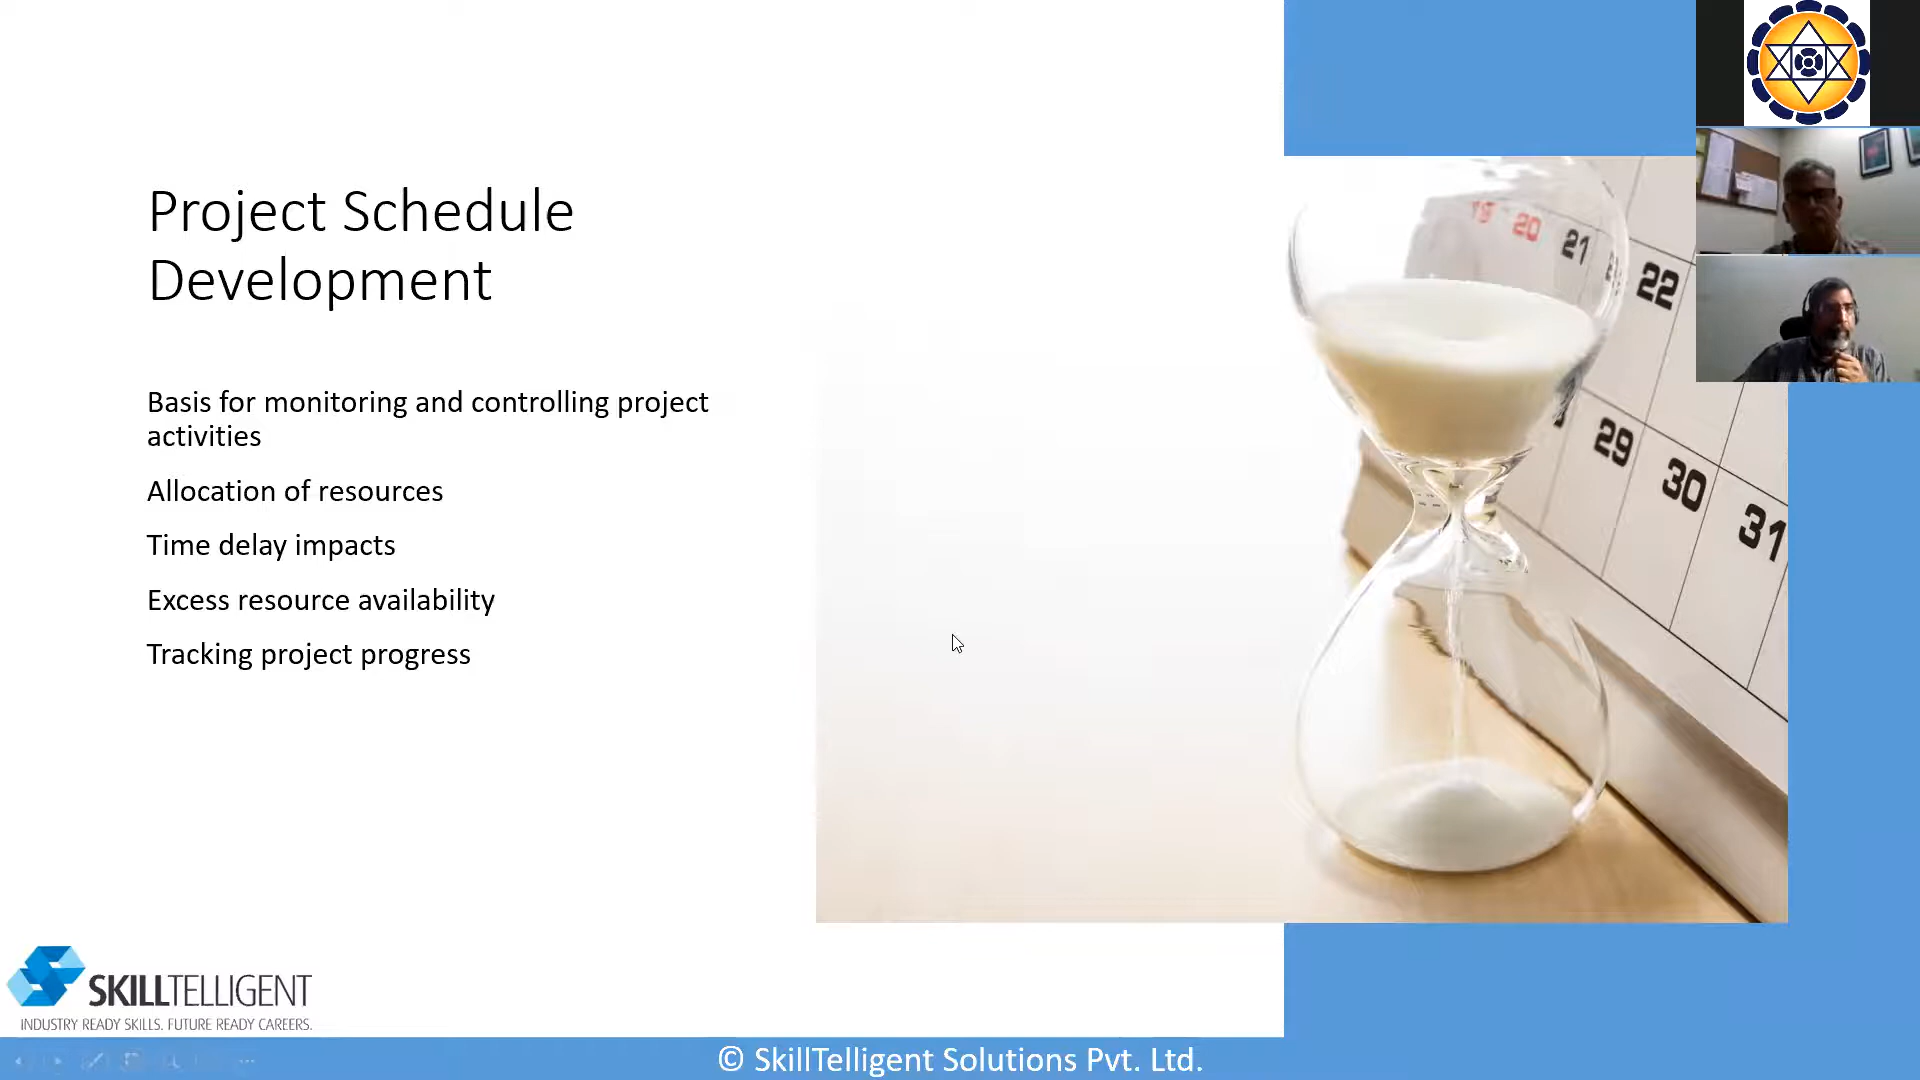 Project Schedule
Development
Basis for monitoring and controlling project
activities
Allocation of resources
Time delay impacts
Excess resource availability
Tracking project progress
19 20 21 22
29 30 31
SKILLTELLIGENT
INDUSTRY READY SKILLS. FUTURE READY CAREERS.
© SkillTelligent Solutions Pvt. Ltd.